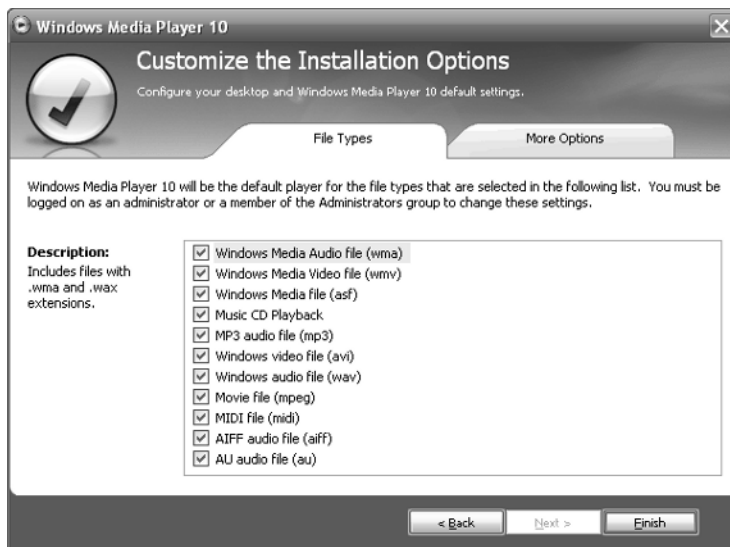 Windows Media Player 10
Customize the Installation Options
Configure your desktop and Windows Media Player 10 default settings.
File Types
More Options
Windows Media Player 10 will be the default player for the file types that are selected in the following list. You must be
logged on as an administrator or a member of the Administrators group to change these settings.
Description:
Includes files with
.wma and .wax
extensions.
Windows Media Audio file (wma)
Windows Media Video file (wmv)
Windows Media file (asf)
Music CD Playback
MP3 audio file (mp3)
Windows video file (avi)
Windows audio file (wav)
Movie file (mpeg)
MIDI file (midi)
AIFF audio file (aiff)
AU audio file (au)
< Back
Next >
Finish